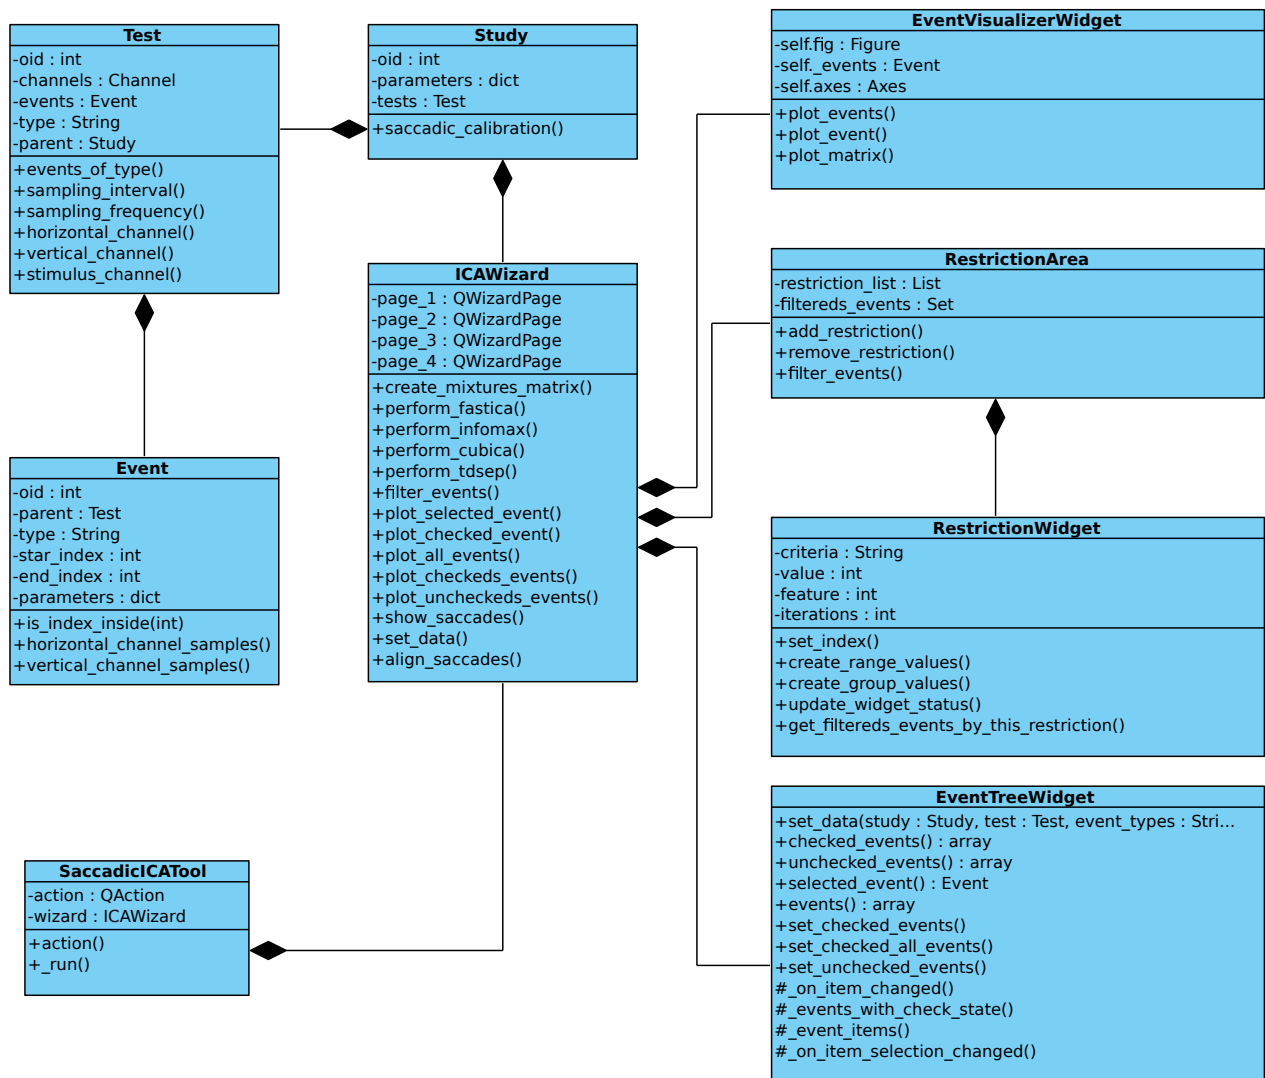 Test
-oid : int
-channels : Channel
-events : Event
-type : String
-parent : Study
+events_of_type()
+sampling_interval()
+sampling_frequency()
+horizontal_channel()
+vertical_channel()
+stimulus_channel()
Study
-oid : int
-parameters : dict
-tests : Test
+saccadic_calibration()
EventVisualizerWidget
-self.fig : Figure
-self._events : Event
-self.axes : Axes
+plot_events()
+plot_event()
+plot_matrix()
RestrictionArea
-restriction_list : List
-filtereds_events : Set
+add_restriction()
+remove_restriction()
+filter_events()
ICAWizard
-page_1 : QWizardPage
-page_2 : QWizardPage
-page_3 : QWizardPage
-page_4 : QWizardPage
+create_mixtures_matrix()
+perform_fastica()
+perform_infomax()
+perform_cubica()
+perform_tdsep()
+filter_events()
+plot_selected_event()
+plot_checked_event()
+plot_all_events()
+plot_checkeds_events()
+plot_uncheckeds_events()
+show_saccades()
+set_data()
+align_saccades()
Event
-oid : int
-parent : Test
-type : String
-star_index : int
-end_index : int
-parameters : dict
+is_index_inside(int)
+horizontal_channel_samples()
+vertical_channel_samples()
RestrictionWidget
-criteria : String
-value : int
-feature : int
-iterations : int
+set_index()
+create_range_values()
+create_group_values()
+update_widget_status()
+get_filtereds_events_by_this_restriction()
EventTreeWidget
+set_data(study : Study, test : Test, event_types : Stri...
+checked_events() : array
+unchecked_events() : array
+selected_event() : Event
+events() : array
+set_checked_events()
+set_checked_all_events()
+set_unchecked_events()
#_on_item_changed()
#_events_with_check_state()
#_event_items()
#_on_item_selection_changed()
SaccadicICATool
-action : QAction
-wizard : ICAWizard
+action()
+_run()